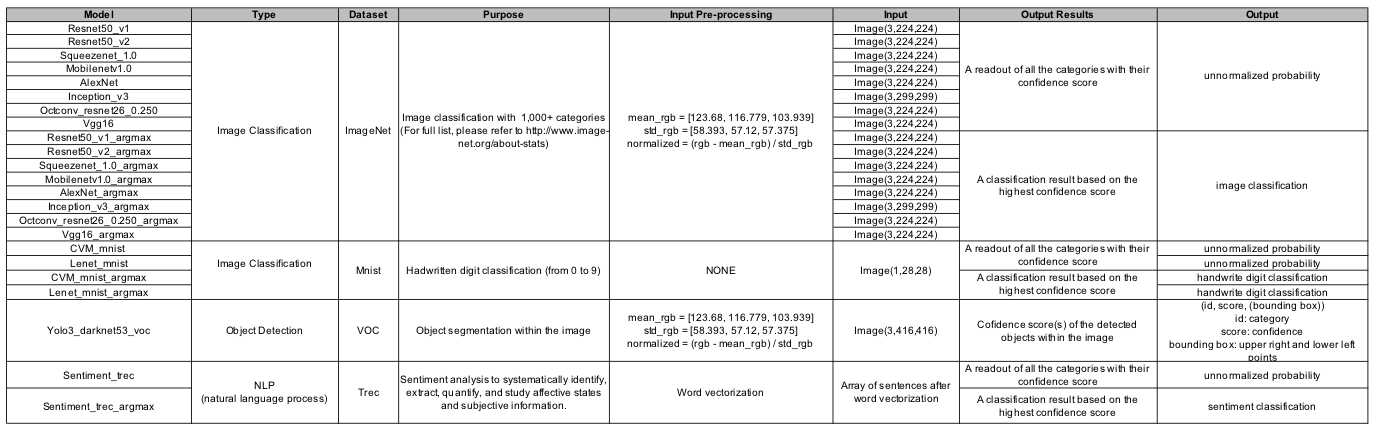 Model Type Dataset Purpose Input Pre-processing Input Output Results Output
Resnet50_v1
Resnet50_v2
Squeezenet_1.0
Mobilenetv1.0
AlexNet
Inception_v3
Octconv_resnet26_0.250
Vgg16
Resnet50_v1_argmax
Resnet50_v2_argmax
Squeezenet_1.0_argmax
Mobilenetv1.0_argmax
AlexNet_argmax
Inception_v3_argmax
Octconv_resnet26_0.250_argmax
Vgg16_argmax
Image Classification
ImageNet
Image classification with 1,000+ categories
(For full list, please refer to http://www.image-
net.org/about-stats)
mean_rgb = [123.68, 116.779, 103.939]
std_rgb = [58.393, 57.12, 57.375]
normalized = (rgb - mean_rgb) / std_rgb
Image(3,224,224)
Image(3,224,224)
Image(3,224,224)
Image(3,224,224)
Image(3,224,224)
Image(3,299,299)
Image(3,224,224)
Image(3,224,224)
Image(3,224,224)
Image(3,224,224)
Image(3,224,224)
Image(3,224,224)
Image(3,224,224)
Image(3,299,299)
Image(3,224,224)
Image(3,224,224)
A readout of all the categories with their
confidence score
unnormalized probability
A classification result based on the
highest confidence score
image classification
CVM_mnist
Lenet_mnist
CVM_mnist_argmax
Lenet_mnist_argmax
Image Classification
Mnist
Hadwritten digit classification (from 0 to 9)
NONE
Image(1,28,28)
A readout of all the categories with their
confidence score
A classification result based on the
highest confidence score
unnormalized probability
unnormalized probability
handwrite digit classification
handwrite digit classification
Yolo3_darknet53_voc
Object Detection
VOC
Object segmentation within the image
mean_rgb = [123.68, 116.779, 103.939]
std_rgb = [58.393, 57.12, 57.375]
normalized = (rgb - mean_rgb) / std_rgb
Image(3,416,416)
Cofidence score(s) of the detected
objects within the image
(id, score, (bounding box))
id: category
score: confidence
bounding box: upper right and lower left
points
Sentiment_trec
Sentiment_trec_argmax
NLP
(natural language process)
Trec
Sentiment analysis to systematically identify,
extract, quantify, and study affective states
and subjective information.
Word vectorization
Array of sentences after
word vectorization
A readout of all the categories with their
confidence score
unnormalized probability
A classification result based on the
highest confidence score
sentiment classification